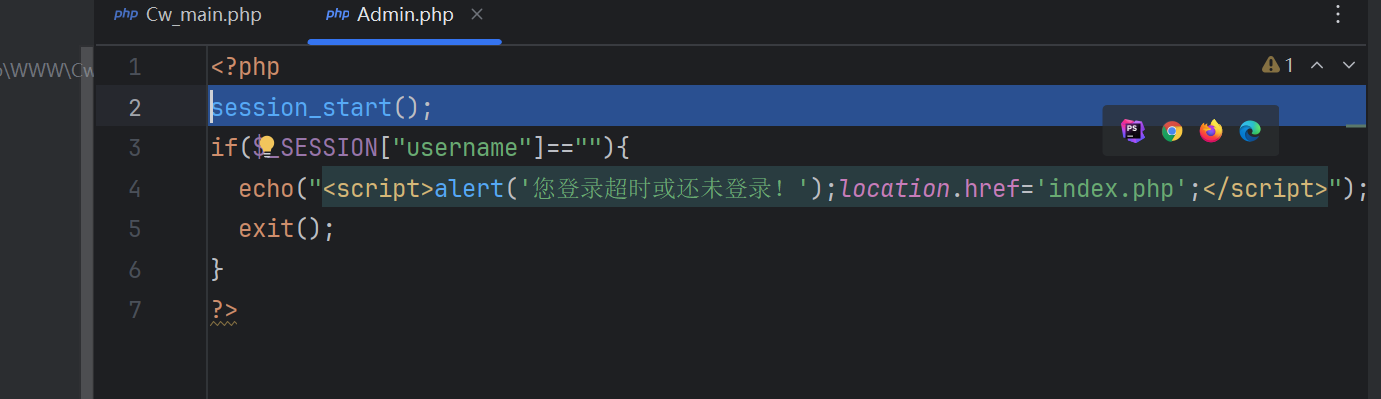 php Cw_main.php
php Admin.php
\WWW\Cw
1 <?php
1
2 session_start();
PS
3 if($_SESSION["username"]==""){
4 echo("<script>alert('您登录超时或还未登录！');location.href='index.php';</script>");
5 exit();
6 }
7 ?>